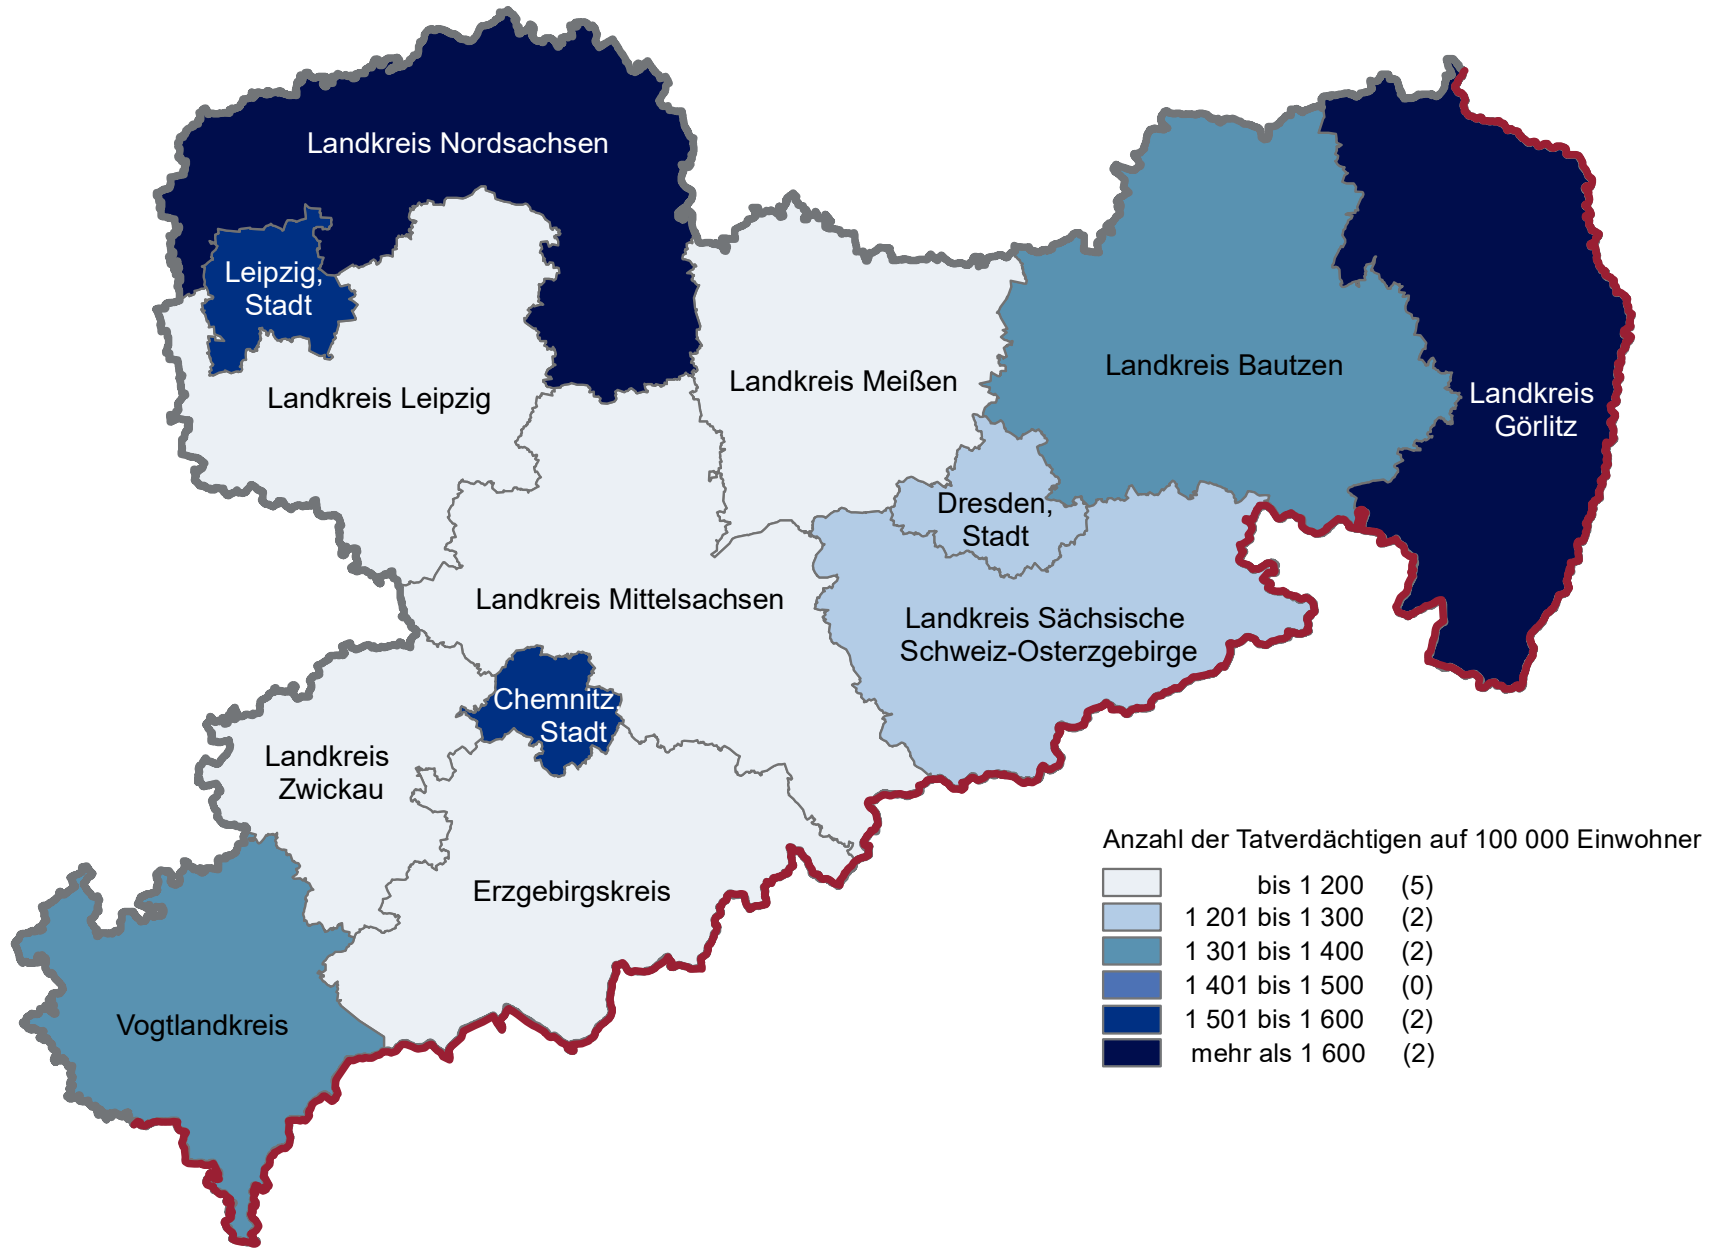 Landkreis Nordsachsen
Leipzig,
Stadt
Landkreis Leipzig
Landkreis Meißen
Landkreis Bautzen
Landkreis
Görlitz
Dresden,
Stadt
Landkreis Mittelsachsen
Landkreis Sächsische
Schweiz-Osterzgebirge
Chemnitz,
Stadt
Landkreis
Zwickau
Erzgebirgskreis
Vogtlandkreis
Anzahl der Tatverdächtigen auf 100 000 Einwohner
bis 1 200 (5)
1 201 bis 1 300 (2)
1 301 bis 1 400 (2)
1 401 bis 1 500 (0)
1 501 bis 1 600 (2)
mehr als 1 600 (2)